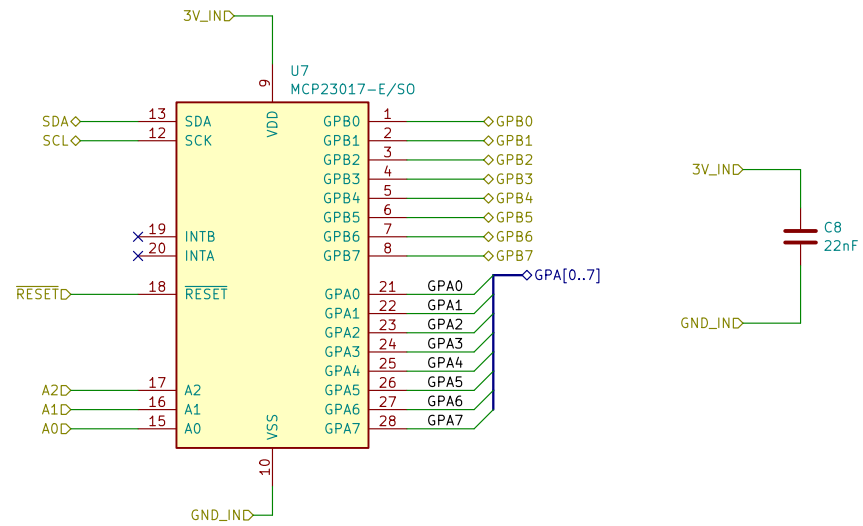 3V_IN
U7
MCP23017-E/SO
9
VDD
SDA 13 SDA GPB0 1 GPB0
SCL 12 SCK GPB1 2 GPB1
GPB2 3 GPB2
GPB3 4 GPB3
GPB4 5 GPB4
GPB5 6 GPB5
19 INTB GPB6 7 GPB6
20 INTA GPB7 8 GPB7
GPA[0..7]
RESET 18 RESET GPA0 21 GPA0
GPA1 22 GPA1
GPA2 23 GPA2
GPA3 24 GPA3
GPA4 25 GPA4
A2 17 A2 GPA5 26 GPA5
A1 16 A1 GPA6 27 GPA6
A0 15 A0 GPA7 28 GPA7
VSS
10
GND_IN
3V_IN
C8
22nF
GND_IN